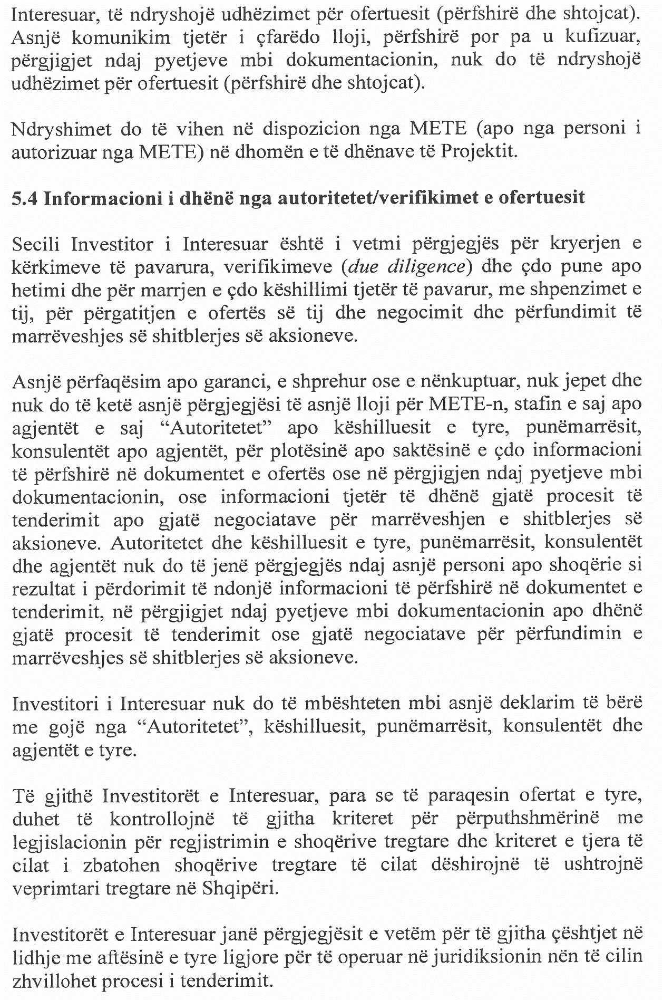 Interesuar, të ndryshojë udhëzimet për ofertuesit (përfshirë dhe shtojcat).
Asnjë komunikim tjetër i çfarëdo lloji, përfshirë por pa u kufizuar,
përgjigjet ndaj pyetjeve mbi dokumentacionin, nuk do të ndryshojë
udhëzimet për ofertuesit (përfshirë dhe shtojcat).
Ndryshimet do të vihen në dispozicion nga METE (apo nga personi i
autorizuar nga METE) në dhomën e të dhënave të Projektit.
5.4 Informacioni i dhënë nga autoritetet/verifikimet e ofertuesit
Secili Investitor i Interesuar është i vetmi përgjegjës për kryerjen e
kërkimeve të pavarura, verifikimeve (due diligence) dhe çdo pune apo
hetimi dhe për marrjen e çdo këshillimi tjetër të pavarur, me shpenzimet e
tij, për përgatitjen e ofertës së tij dhe negocimit dhe përfundimit të
marrëveshjes së shitblerjes së aksioneve.
Asnjë përfaqësim apo garanci, e shprehur ose e nënkuptuar, nuk jepet dhe
nuk do të ketë asnjë përgjegjësi të asnjë lloji për METE-n, stafin e saj apo
agjentët e saj “Autoritetet” apo këshilluesit e tyre, punëmarrësit,
konsulentët apo agjentët, për plotësinë apo saktësinë e çdo informacioni
të përfshirë në dokumentet e ofertës ose në përgjigjen ndaj pyetjeve mbi
dokumentacionin, ose informacioni tjetër të dhënë gjatë procesit të
tenderimit apo gjatë negociatave për marrëveshjen e shitblerjes së
aksioneve. Autoritetet dhe këshilluesit e tyre, punëmarrësit, konsulentët
dhe agjentët nuk do të jenë përgjegjës ndaj asnjë personi apo shoqërie si
rezultat i përdorimit të ndonjë informacioni të përfshirë në dokumentet e
tenderimit, në përgjigjet ndaj pyetjeve mbi dokumentacionin apo dhënë
gjatë procesit të tenderimit ose gjatë negociatave për përfundimin e
marrëveshjes së shitblerjes së aksioneve.
Investitori i Interesuar nuk do të mbështeten mbi asnjë deklarim të bërë
me gojë nga “Autoritetet”, këshilluesit, punëmarrësit, konsulentët dhe
agjentët e tyre.
Të gjithë Investitorët e Interesuar, para se të paraqesin ofertat e tyre,
duhet të kontrollojnë të gjitha kriteret për përputhshmërinë me
legjislacionin për regjistrimin e shoqërive tregtare dhe kriteret e tjera të
cilat i zbatohen shoqërive tregtare të cilat dëshirojnë të ushtrojnë
veprimtari tregtare në Shqipëri.
Investitorët e Interesuar janë përgjegjësit e vetëm për të gjitha çështjet në
lidhje me aftësinë e tyre ligjore për të operuar në juridiksionin nën të cilin
zhvillohet procesi i tenderimit.